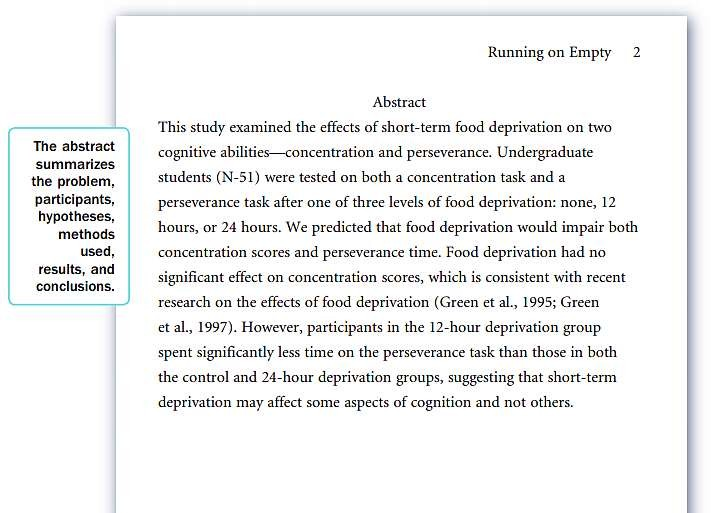 Running on Empty 2
Abstract
This study examined the effects of short-term food deprivation on two
cognitive abilities—concentration and perseverance. Undergraduate
students (N-51) were tested on both a concentration task and a
perseverance task after one of three levels of food deprivation: none, 12
hours, or 24 hours. We predicted that food deprivation would impair both
concentration scores and perseverance time. Food deprivation had no
significant effect on concentration scores, which is consistent with recent
research on the effects of food deprivation (Green et al., 1995; Green
et al., 1997). However, participants in the 12-hour deprivation group
spent significantly less time on the perseverance task than those in both
the control and 24-hour deprivation groups, suggesting that short-term
deprivation may affect some aspects of cognition and not others.
The abstract
summarizes
the problem,
participants,
hypotheses,
methods
used,
results, and
conclusions.